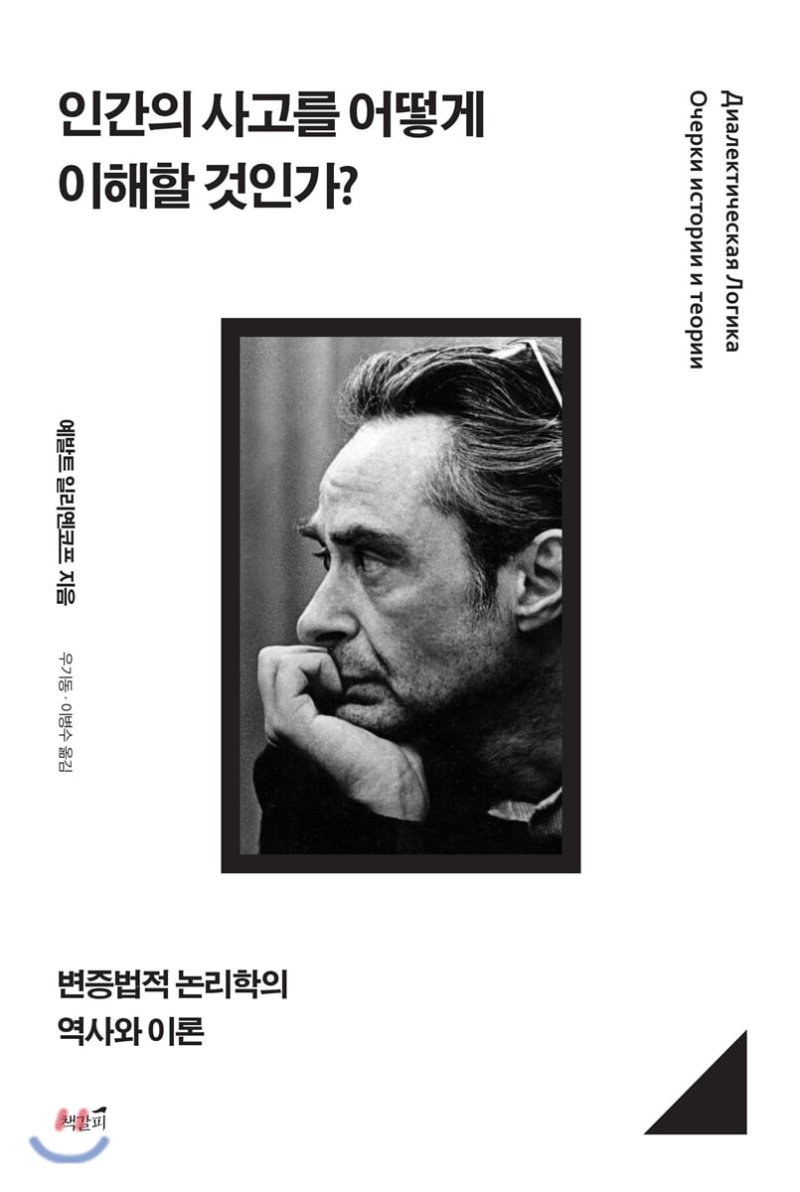 인간의 사고를 어떻게
이해할 것인가?
Диалектическая Логика
Очерки истории и теории
예발트 일리옌코프 지음
우기동 · 이병수 옮김
변증법적 논리학의
역사와 이론
책갈피